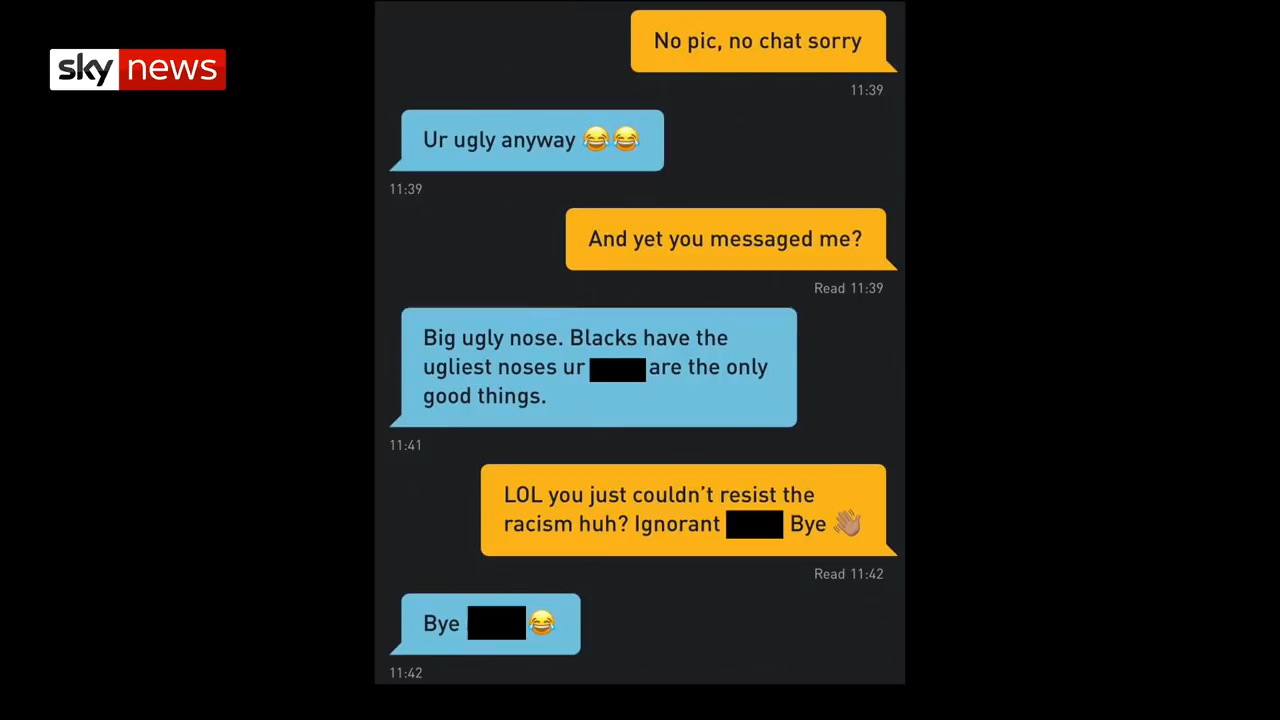 sky news
No pic, no chat sorry
11:39
Ur ugly anyway 😂😂
11:39
And yet you messaged me?
Read 11:39
Big ugly nose. Blacks have the
ugliest noses ur are the only
good things.
11:41
LOL you just couldn't resist the
racism huh? Ignorant Bye 👋🏽
Read 11:42
Bye 😂
11:42